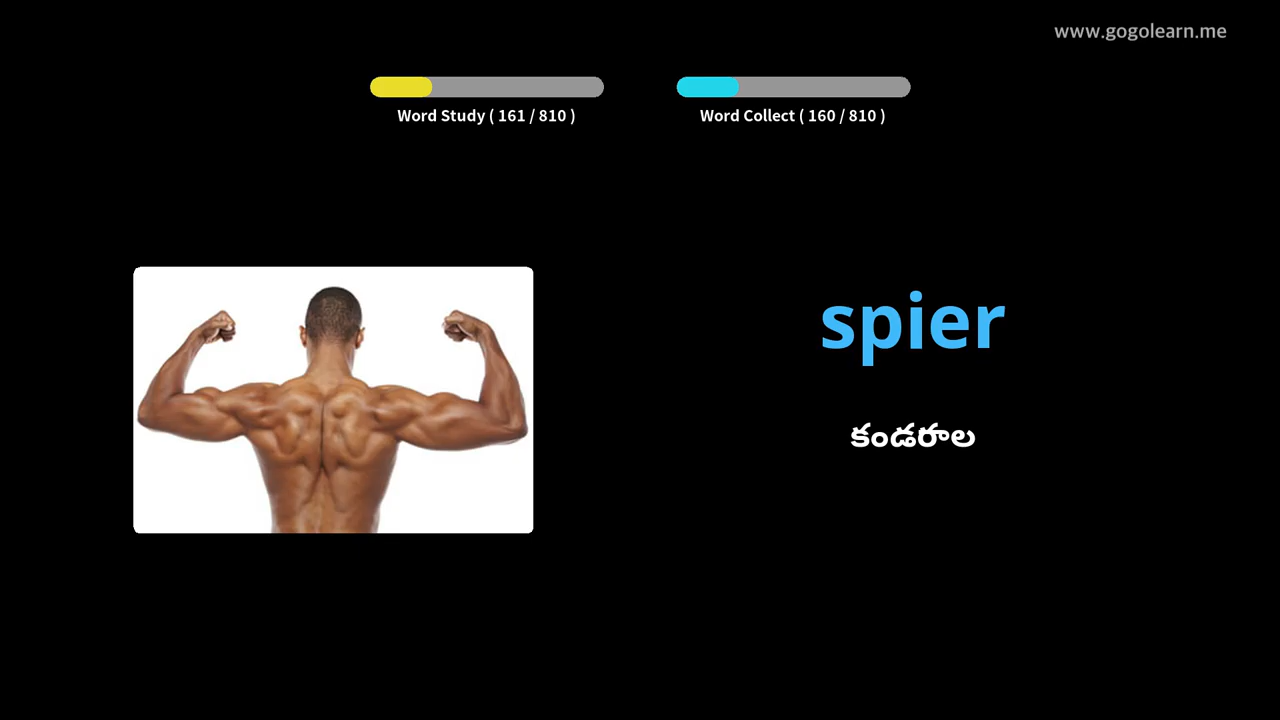 www.gogolearn.me
Word Study ( 161 / 810 )
Word Collect ( 160 / 810 )
spier
కండరాల